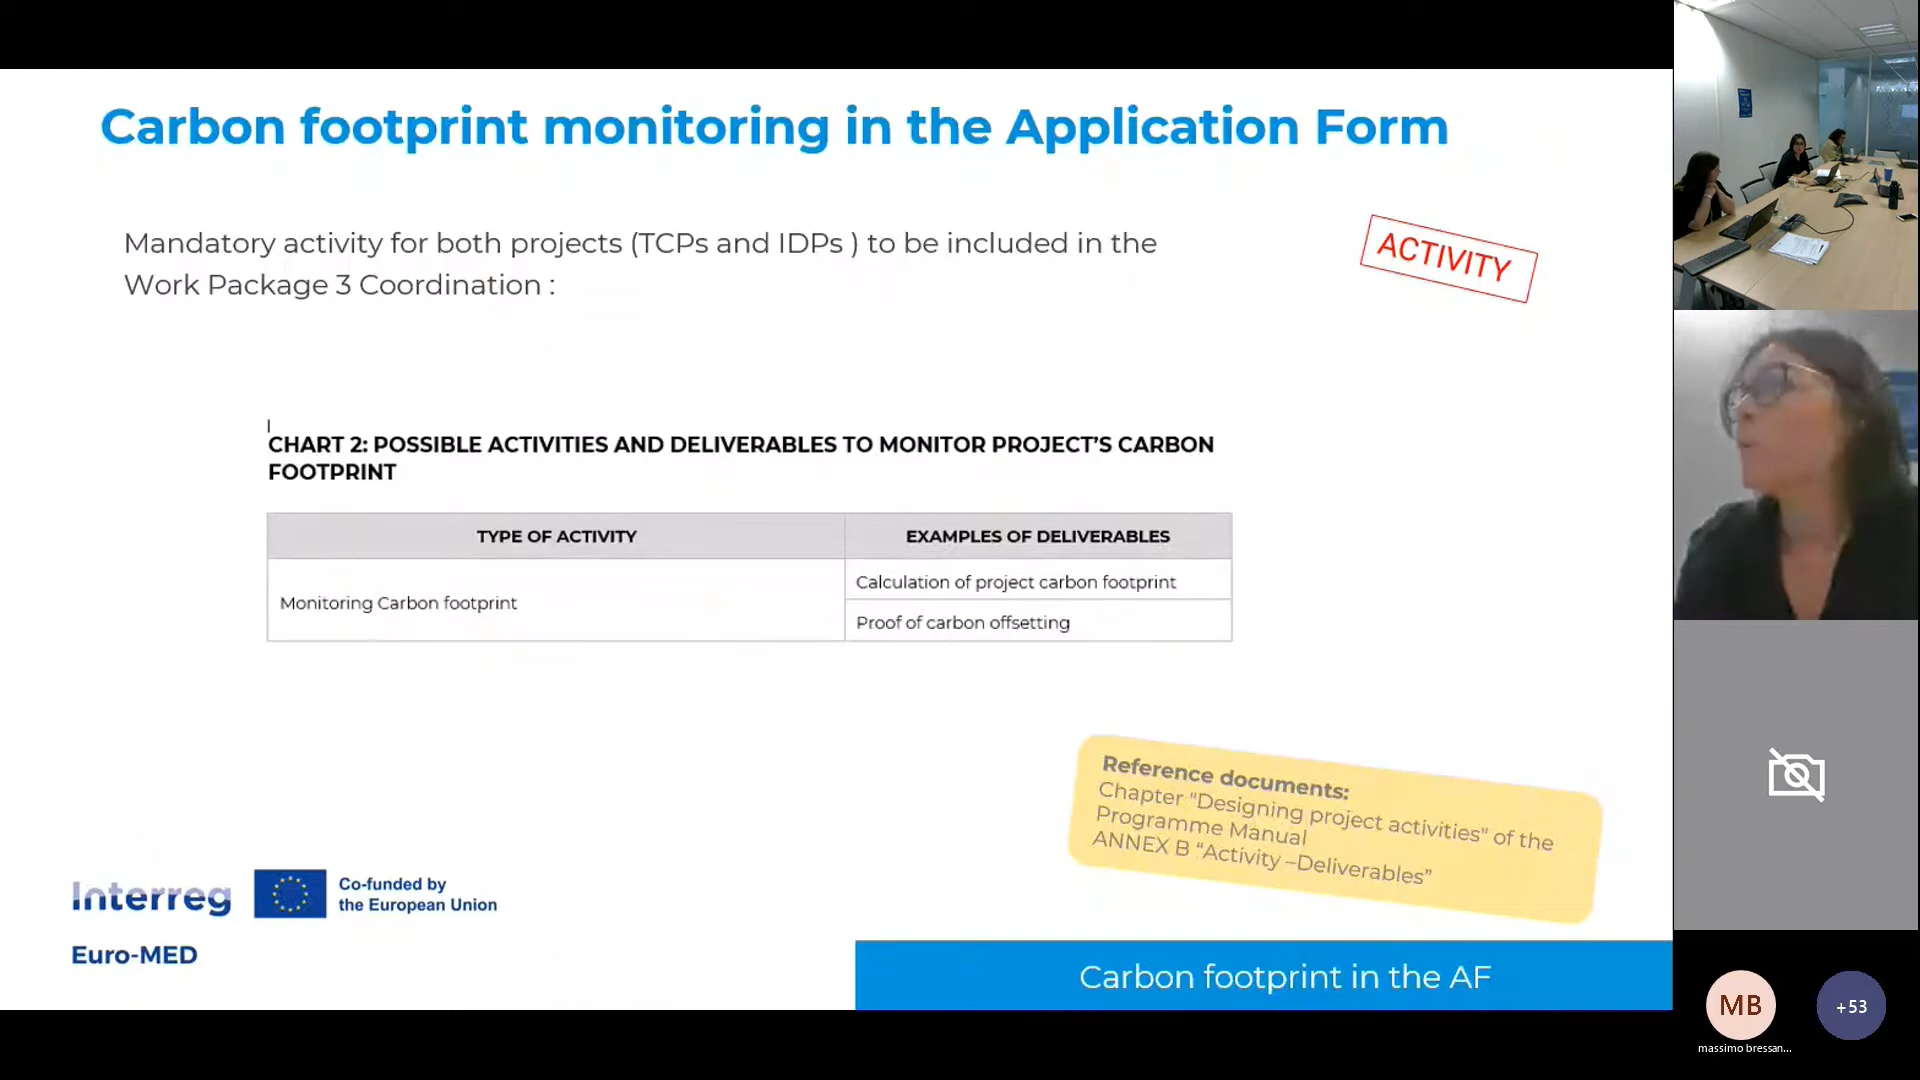 Carbon footprint monitoring in the Application Form
Mandatory activity for both projects (TCPs and IDPs ) to be included in the
Work Package 3 Coordination :
ACTIVITY
CHART 2: POSSIBLE ACTIVITIES AND DELIVERABLES TO MONITOR PROJECT’S CARBON
FOOTPRINT
TYPE OF ACTIVITY
EXAMPLES OF DELIVERABLES
Monitoring Carbon footprint
Calculation of project carbon footprint
Proof of carbon offsetting
Reference documents:
Chapter "Designing project activities" of the
Programme Manual
ANNEX B “Activity –Deliverables”
Interreg
Co-funded by
the European Union
Euro-MED
Carbon footprint in the AF
MB
+53
massimo bressan...